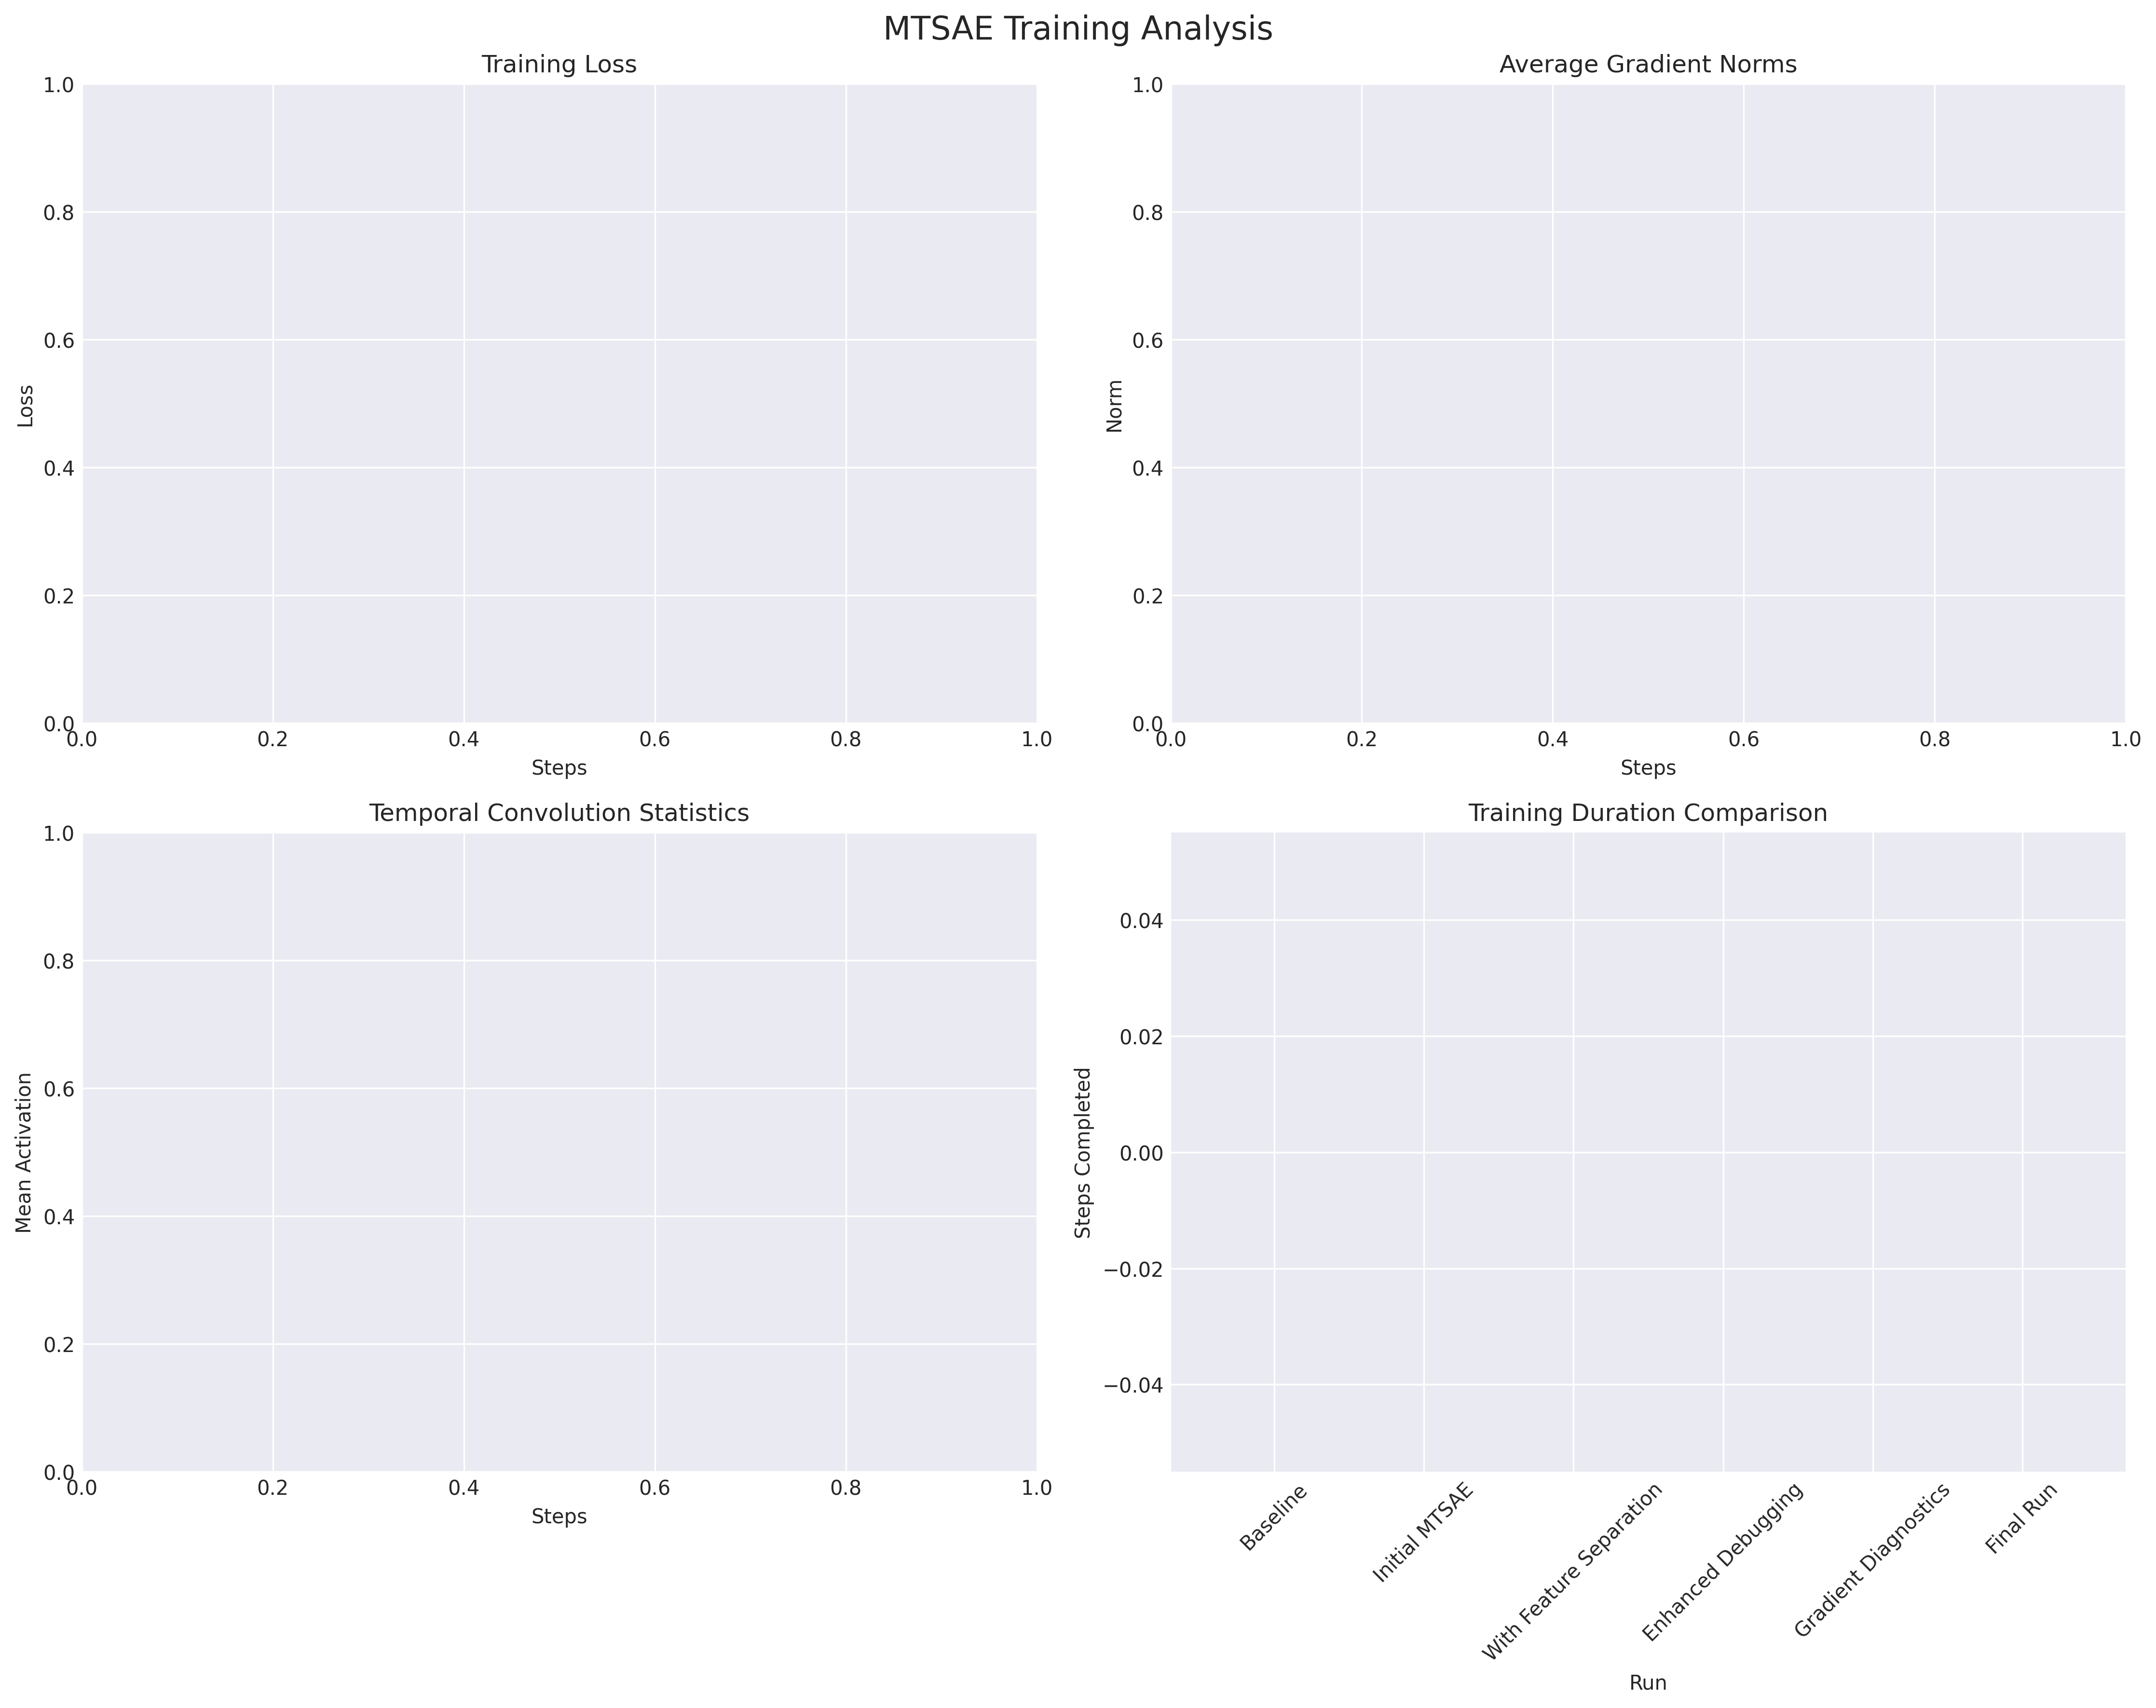 MTSAE Training Analysis
Training Loss
1.0
0.8
0.6
0.4
0.2
0.0
Loss
0.0 0.2 0.4 0.6 0.8 1.0
Steps
Average Gradient Norms
1.0
0.8
0.6
0.4
0.2
0.0
Norm
0.0 0.2 0.4 0.6 0.8 1.0
Steps
Temporal Convolution Statistics
1.0
0.8
0.6
0.4
0.2
0.0
Mean Activation
0.0 0.2 0.4 0.6 0.8 1.0
Steps
Training Duration Comparison
0.04
0.02
0.00
−0.02
−0.04
Steps Completed
Baseline
Initial MTSAE
With Feature Separation
Enhanced Debugging
Gradient Diagnostics
Final Run
Run